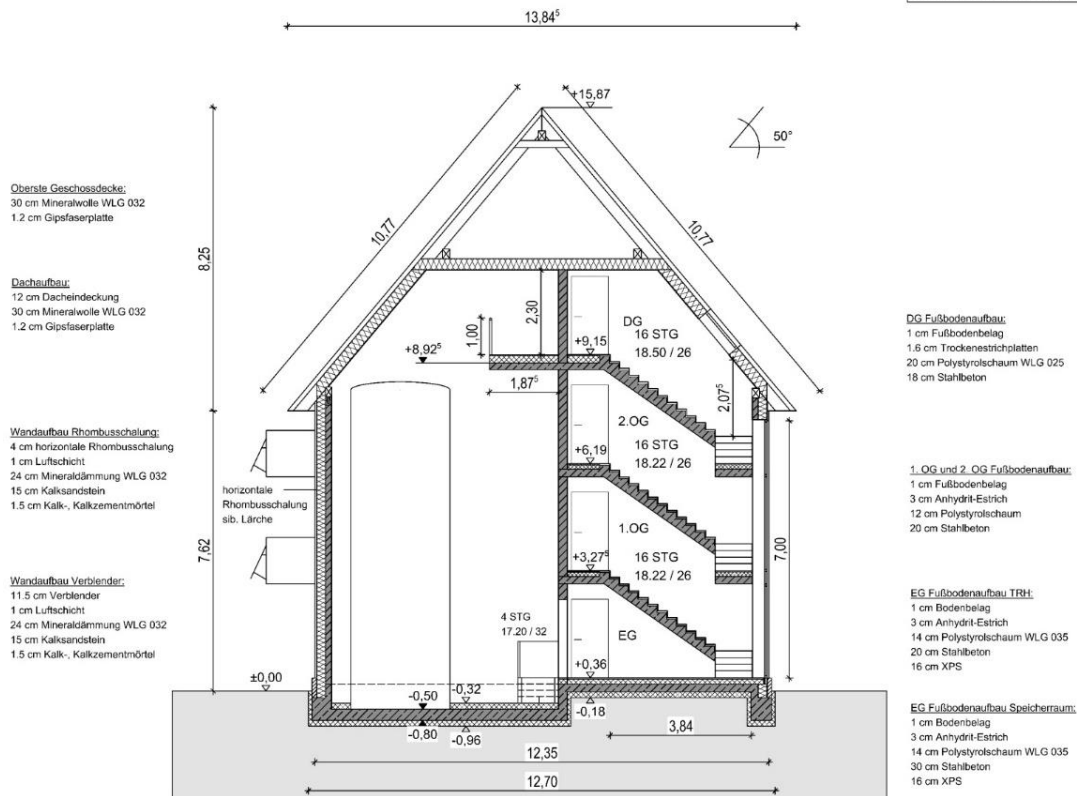 13,84⁵
+15,87
50°
10,77
10,77
8,25
7,62
Oberste Geschossdecke:
30 cm Mineralwolle WLG 032
1.2 cm Gipsfaserplatte
Dachaufbau:
12 cm Dacheindeckung
30 cm Mineralwolle WLG 032
1.2 cm Gipsfaserplatte
Wandaufbau Rhombusschalung:
4 cm horizontale Rhombusschalung
1 cm Luftschicht
24 cm Mineraldämmung WLG 032
15 cm Kalksandstein
1.5 cm Kalk-, Kalkzementmörtel
Wandaufbau Verblender:
11.5 cm Verblender
1 cm Luftschicht
24 cm Mineraldämmung WLG 032
15 cm Kalksandstein
1.5 cm Kalk-, Kalkzementmörtel
horizontale
Rhombusschalung
sib. Lärche
1,00
2,30
+8,92⁵
1,87⁵
DG
16 STG
18.50 / 26
+9,15
2,07⁵
2.OG
16 STG
18.22 / 26
+6,19
1.OG
16 STG
18.22 / 26
+3,27⁵
7,00
4 STG
17.20 / 32
EG
+0,36
±0,00
-0,50
-0,32
-0,80
-0,96
-0,18
3,84
12,35
12,70
DG Fußbodenaufbau:
1 cm Fußbodenbelag
1.6 cm Trockenestrichplatten
20 cm Polystyrolschaum WLG 025
18 cm Stahlbeton
1. OG und 2. OG Fußbodenaufbau:
1 cm Fußbodenbelag
3 cm Anhydrit-Estrich
12 cm Polystyrolschaum
20 cm Stahlbeton
EG Fußbodenaufbau TRH:
1 cm Bodenbelag
3 cm Anhydrit-Estrich
14 cm Polystyrolschaum WLG 035
20 cm Stahlbeton
16 cm XPS
EG Fußbodenaufbau Speicherraum:
1 cm Bodenbelag
3 cm Anhydrit-Estrich
14 cm Polystyrolschaum WLG 035
30 cm Stahlbeton
16 cm XPS